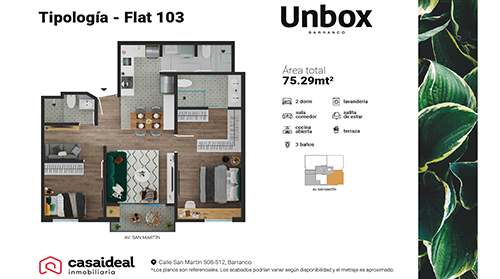 Tipología - Flat 103
Unbox
BARRANCO
Área total
75.29mt²
2 dorm
lavandería
sala
comedor
salita
de estar
cocina
abierta
terraza
3 baños
AV. SAN MARTÍN
AV. SAN MARTÍN
casaideal
inmobiliaria
Calle San Martín 506-512, Barranco.
*Los planos son referenciales. Los acabados podrían variar según disponibilidad y el metraje es aproximado.